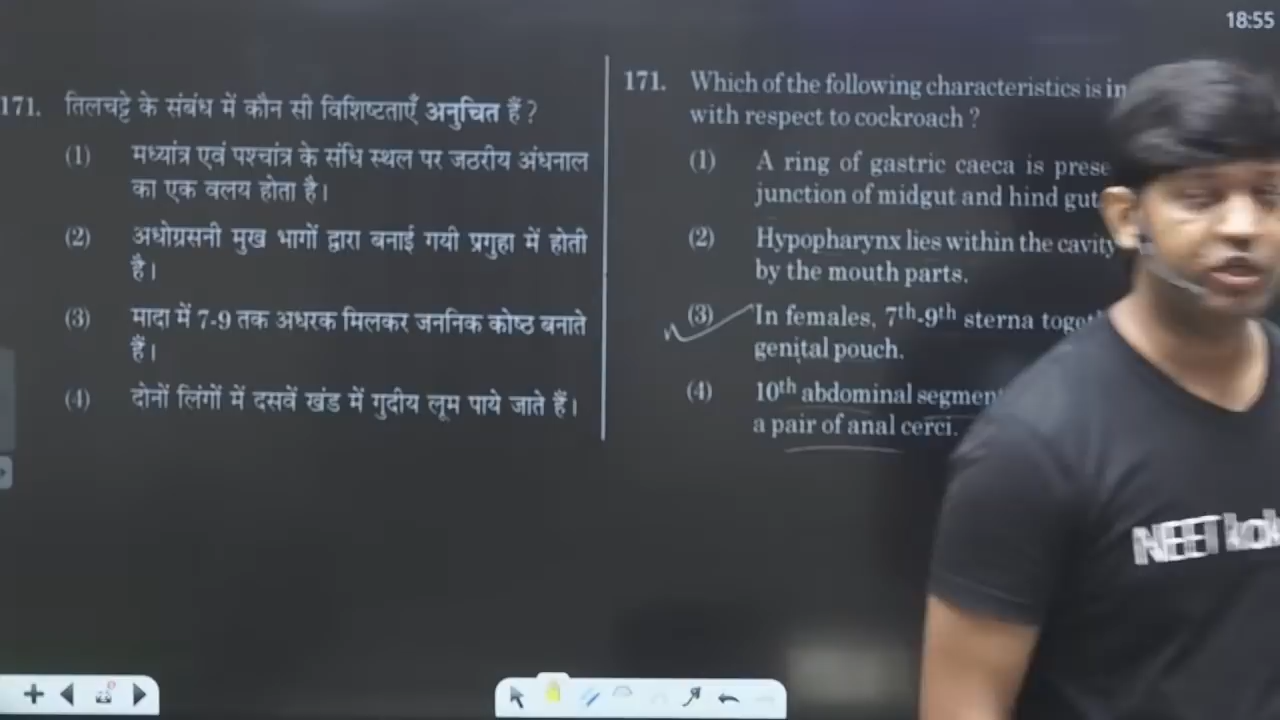 18:55
171. तिलचट्टे के संबंध में कौन सी विशिष्टताएँ अनुचित हैं ?
(1) मध्यांत्र एवं पश्चांत्र के संधि स्थल पर जठरीय अंधनाल
का एक वलय होता है।
(2) अधोग्रसनी मुख भागों द्वारा बनाई गयी प्रगुहा में होती
है।
(3) मादा में 7-9 तक अधरक मिलकर जननिक कोष्ठ बनाते
हैं।
(4) दोनों लिंगों में दसवें खंड में गुदीय लूम पाये जाते हैं।
171. Which of the following characteristics is in
with respect to cockroach ?
(1) A ring of gastric caeca is prese
junction of midgut and hind gut
(2) Hypopharynx lies within the cavity
by the mouth parts.
(3) In females, 7th-9th sterna toget
genital pouch.
(4) 10th abdominal segmen
a pair of anal cerci.
NEET